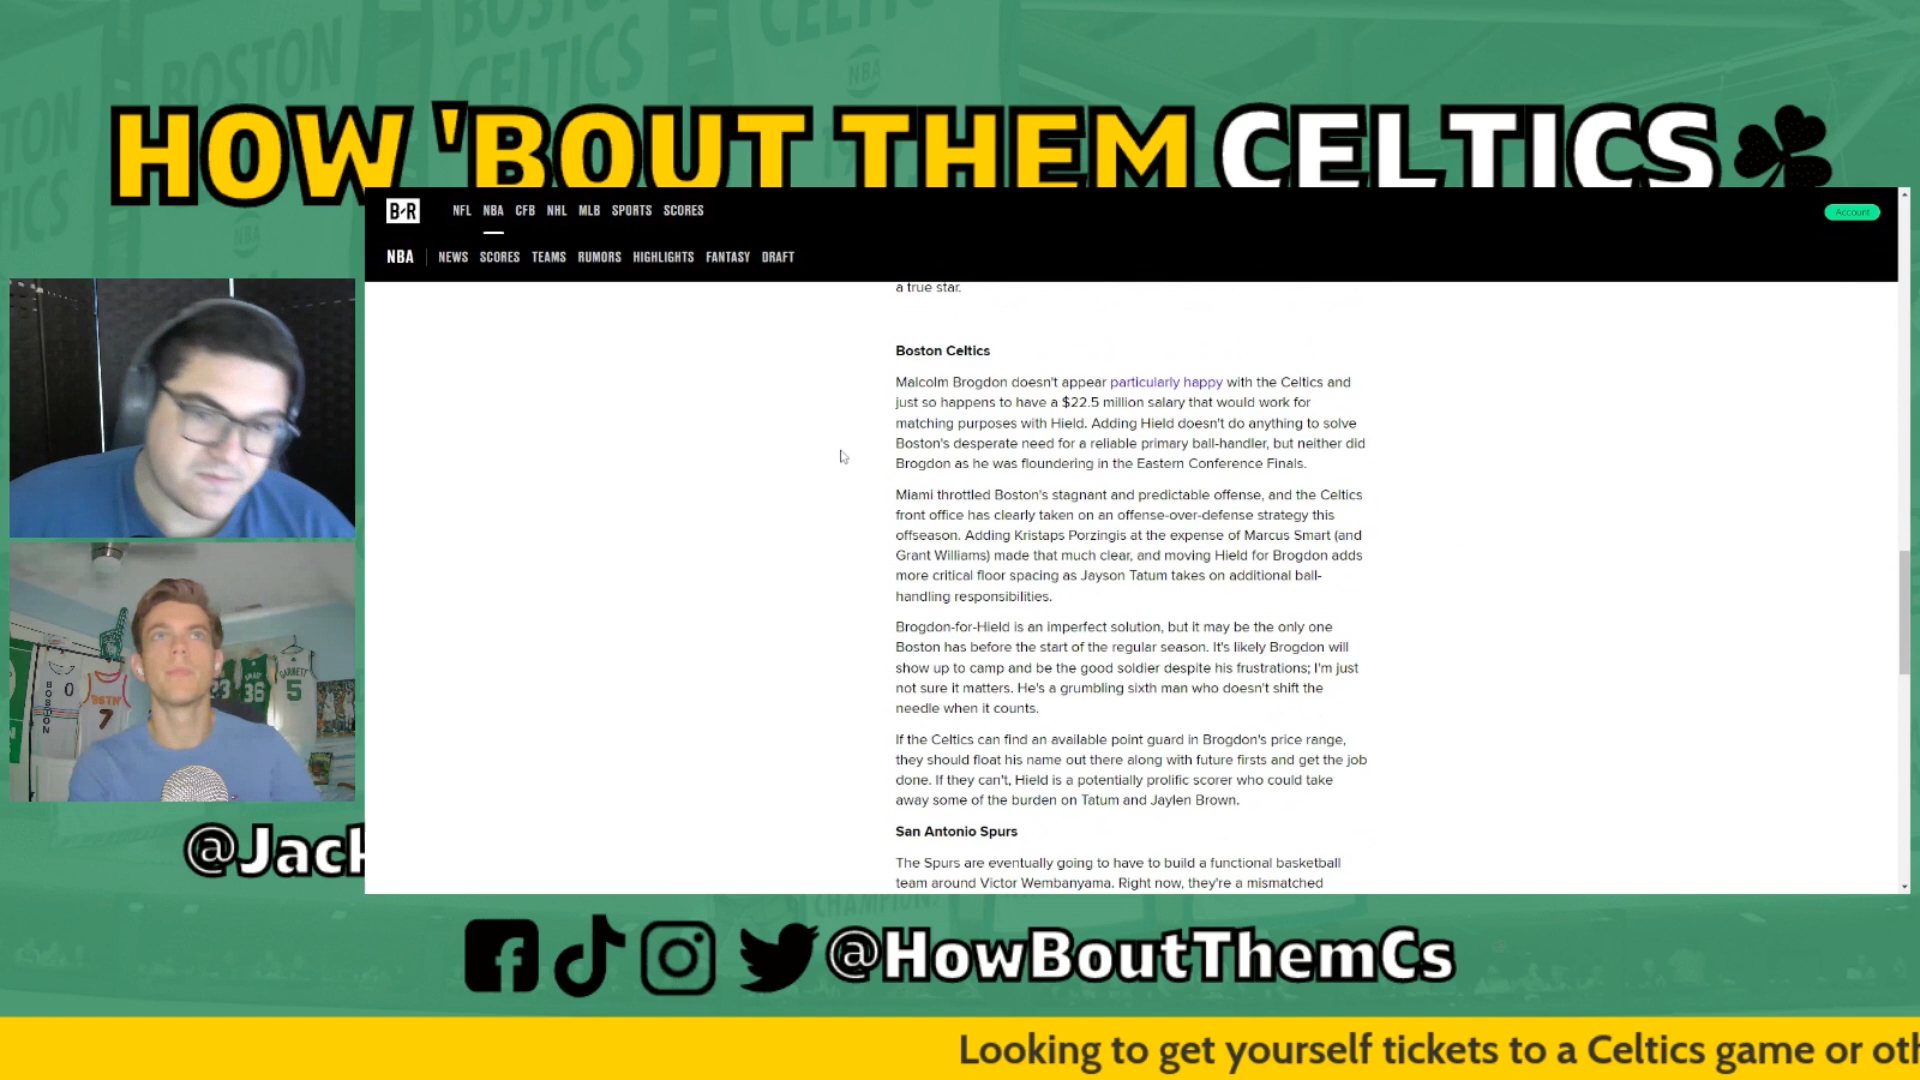 BOSTON
BOSTON
CELTICS
NBA
NBA
HOW 'BOUT THEM CELTICS
B/R
NFL NBA CFB NHL MLB SPORTS SCORES
Account
NBA NEWS SCORES TEAMS RUMORS HIGHLIGHTS FANTASY DRAFT
a true star.
Boston Celtics
Malcolm Brogdon doesn't appear particularly happy with the Celtics and
just so happens to have a $22.5 million salary that would work for
matching purposes with Hield. Adding Hield doesn't do anything to solve
Boston's desperate need for a reliable primary ball-handler, but neither did
Brogdon as he was floundering in the Eastern Conference Finals.
Miami throttled Boston's stagnant and predictable offense, and the Celtics
front office has clearly taken on an offense-over-defense strategy this
offseason. Adding Kristaps Porzingis at the expense of Marcus Smart (and
Grant Williams) made that much clear, and moving Hield for Brogdon adds
more critical floor spacing as Jayson Tatum takes on additional ball-
handling responsibilities.
Brogdon-for-Hield is an imperfect solution, but it may be the only one
Boston has before the start of the regular season. It's likely Brogdon will
show up to camp and be the good soldier despite his frustrations; I'm just
not sure it matters. He's a grumbling sixth man who doesn't shift the
needle when it counts.
If the Celtics can find an available point guard in Brogdon's price range,
they should float his name out there along with future firsts and get the job
done. If they can't, Hield is a potentially prolific scorer who could take
away some of the burden on Tatum and Jaylen Brown.
San Antonio Spurs
The Spurs are eventually going to have to build a functional basketball
team around Victor Wembanyama. Right now, they're a mismatched
BOSTON
0
7
36
GARNETT
5
@Jack
@HowBoutThemCs
Looking to get yourself tickets to a Celtics game or oth